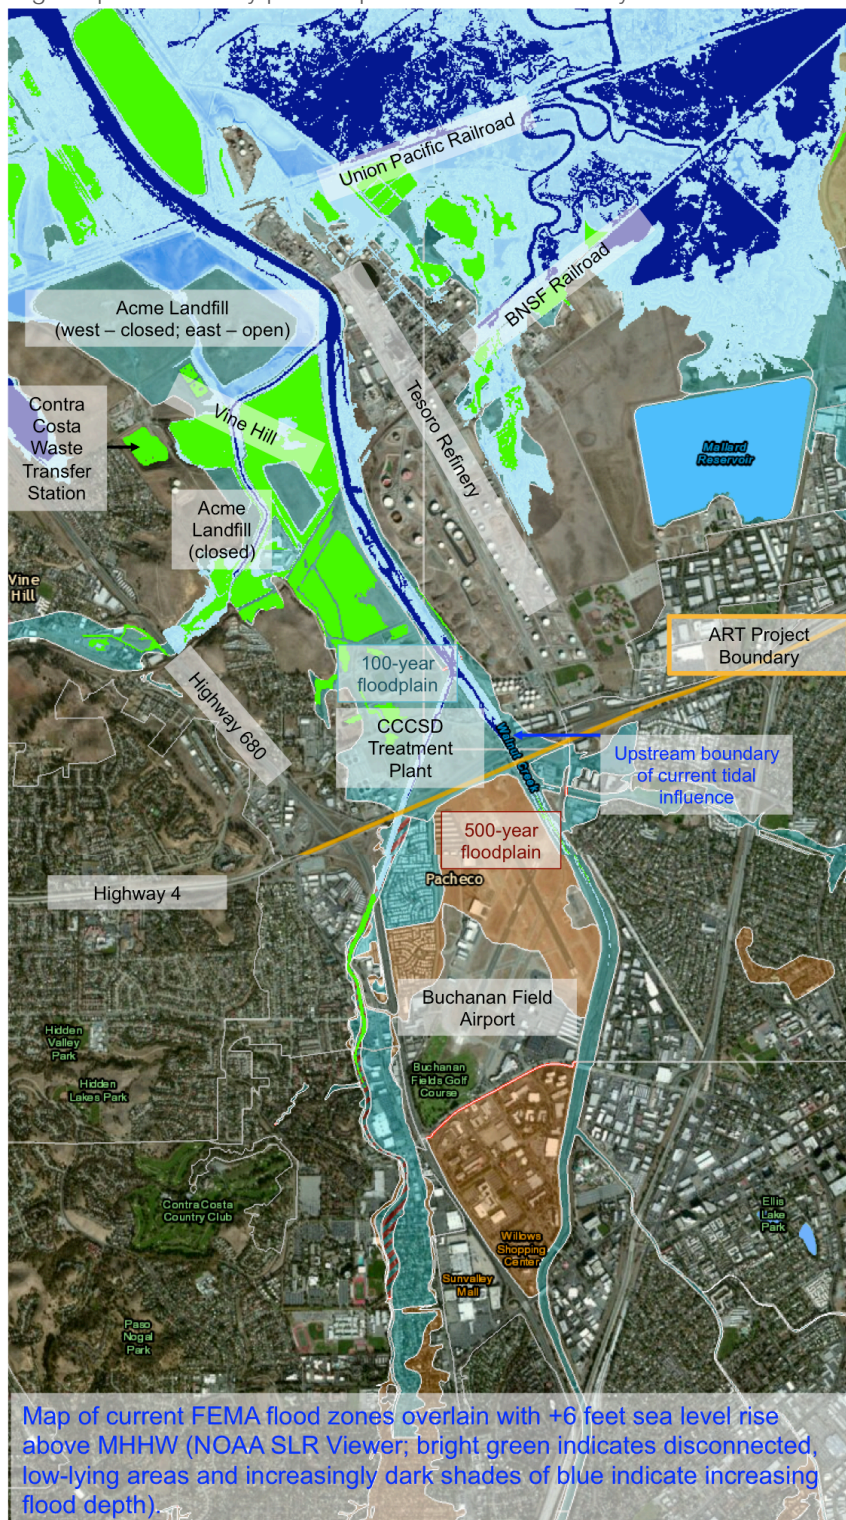 Union Pacific Railroad
BNSF Railroad
Acme Landfill
(west – closed; east – open)
Tesoro Refinery
Contra
Costa
Waste
Transfer
Station
Vine Hill
Mallard
Reservoir
Acme
Landfill
(closed)
Vine
Hill
ART Project
Boundary
100-year
floodplain
Highway 680
CCCSD
Treatment
Plant
Walnut Creek
Upstream boundary
of current tidal
influence
500-year
floodplain
Pacheco
Highway 4
Buchanan Field
Airport
Hidden
Valley
Park
Buchanan
Fields Golf
Course
Hidden
Lakes Park
Contra Costa
Country Club
Ellis
Lake
Park
Willows
Shopping
Center
Sunvalley
Mall
Paso
Nogal
Park
Map of current FEMA flood zones overlain with +6 feet sea level rise
above MHHW (NOAA SLR Viewer; bright green indicates disconnected,
low-lying areas and increasingly dark shades of blue indicate increasing
flood depth).